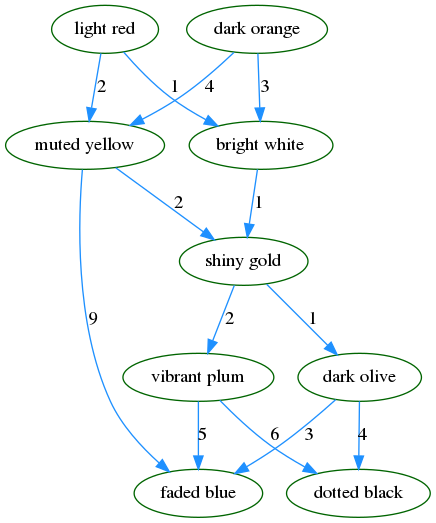 light red
dark orange
2
1
4
3
muted yellow
bright white
2
1
shiny gold
9
2
1
vibrant plum
dark olive
5
6
3
4
faded blue
dotted black